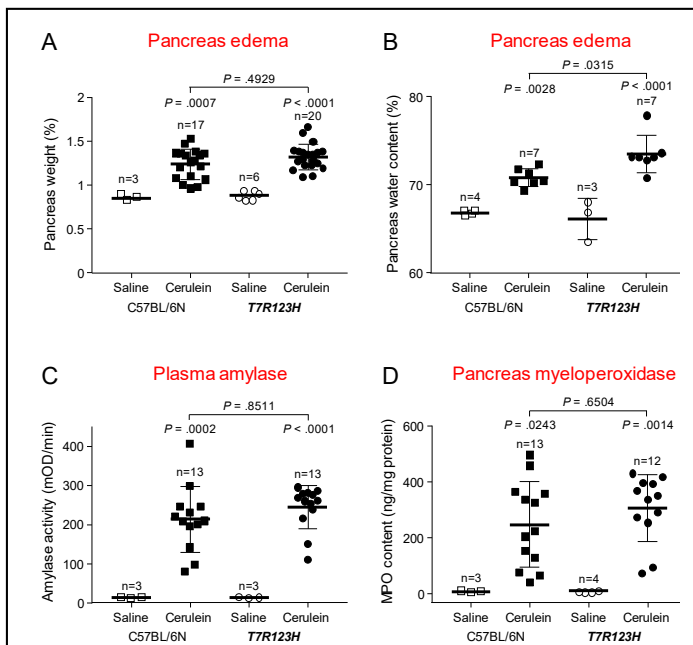 A Pancreas edema
P = .4929
P = .0007 P < .0001
n=17 n=20
n=3 n=6
Pancreas weight (%)
2.0
1.5
1
0.5
0
Saline Cerulein Saline Cerulein
C57BL/6N T7R123H
B Pancreas edema
P = .0315
P = .0028 P < .0001
n=7 n=7
n=4 n=3
Pancreas water content (%)
80
70
60
Saline Cerulein Saline Cerulein
C57BL/6N T7R123H
C Plasma amylase
P = .8511
P = .0002 P < .0001
n=13 n=13
n=3 n=3
Amylase activity (mOD/min)
400
300
200
100
0
Saline Cerulein Saline Cerulein
C57BL/6N T7R123H
D Pancreas myeloperoxidase
P = .6504
P = .0243 P = .0014
n=13 n=12
n=3 n=4
MPO content (ng/mg protein)
600
400
200
0
Saline Cerulein Saline Cerulein
C57BL/6N T7R123H